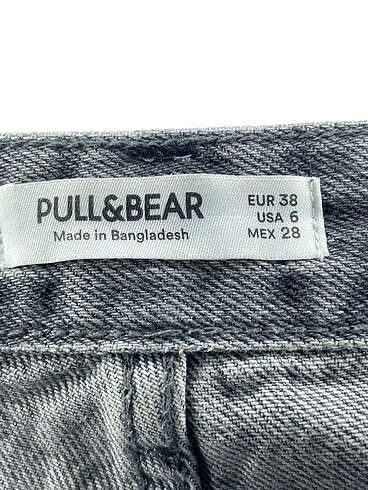 PULL&BEAR
Made in Bangladesh
EUR 38
USA 6
MEX 28